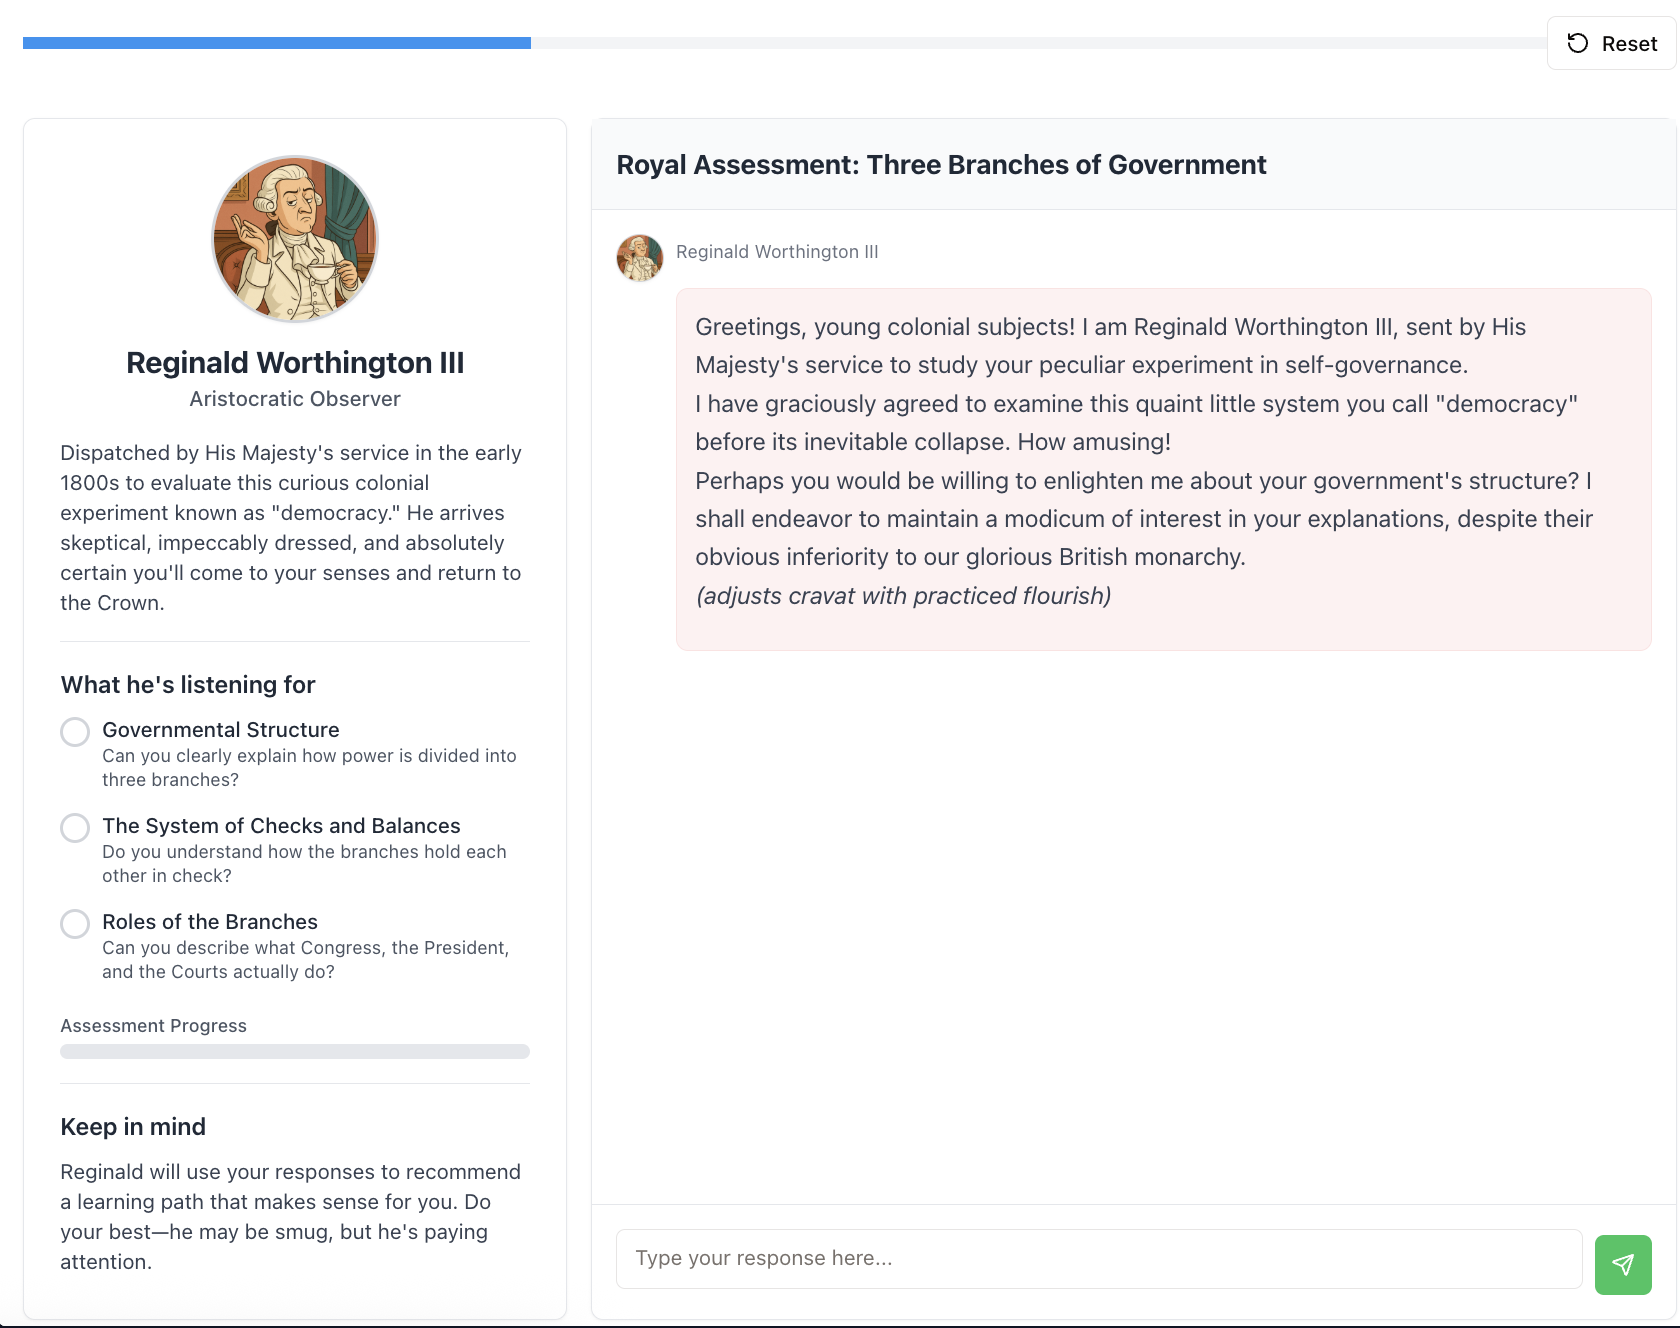 Reset
Reginald Worthington III
Aristocratic Observer
Dispatched by His Majesty's service in the early
1800s to evaluate this curious colonial
experiment known as "democracy." He arrives
skeptical, impeccably dressed, and absolutely
certain you'll come to your senses and return to
the Crown.
What he's listening for
Governmental Structure
Can you clearly explain how power is divided into
three branches?
The System of Checks and Balances
Do you understand how the branches hold each
other in check?
Roles of the Branches
Can you describe what Congress, the President,
and the Courts actually do?
Assessment Progress
Keep in mind
Reginald will use your responses to recommend
a learning path that makes sense for you. Do
your best—he may be smug, but he's paying
attention.
Royal Assessment: Three Branches of Government
Reginald Worthington III
Greetings, young colonial subjects! I am Reginald Worthington III, sent by His
Majesty's service to study your peculiar experiment in self-governance.
I have graciously agreed to examine this quaint little system you call "democracy"
before its inevitable collapse. How amusing!
Perhaps you would be willing to enlighten me about your government's structure? I
shall endeavor to maintain a modicum of interest in your explanations, despite their
obvious inferiority to our glorious British monarchy.
(adjusts cravat with practiced flourish)
Type your response here...